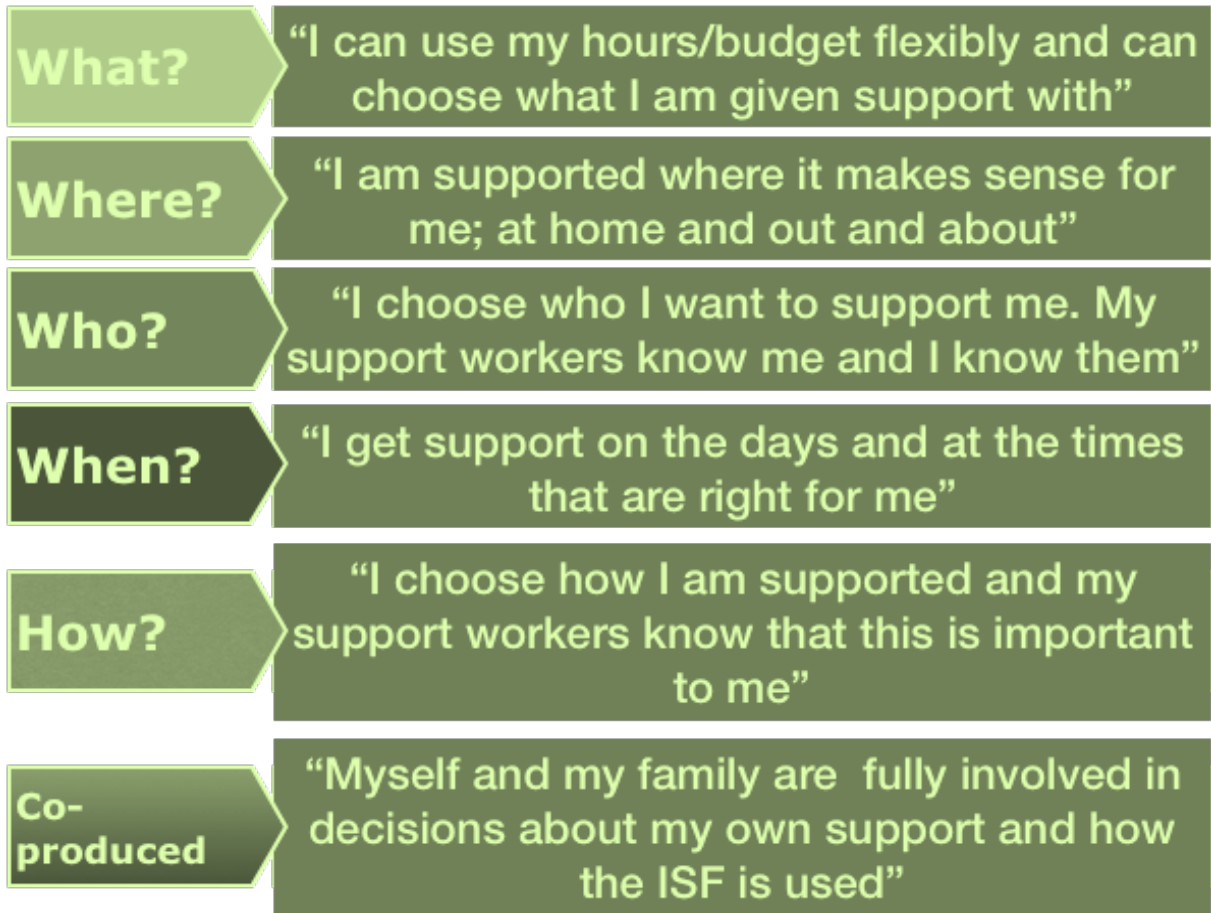 What?
“I can use my hours/budget flexibly and can
choose what I am given support with”
Where?
“I am supported where it makes sense for
me; at home and out and about”
Who?
“I choose who I want to support me. My
support workers know me and I know them”
When?
“I get support on the days and at the times
that are right for me”
How?
“I choose how I am supported and my
support workers know that this is important
to me”
Co-
produced
“Myself and my family are  fully involved in
decisions about my own support and how
the ISF is used”